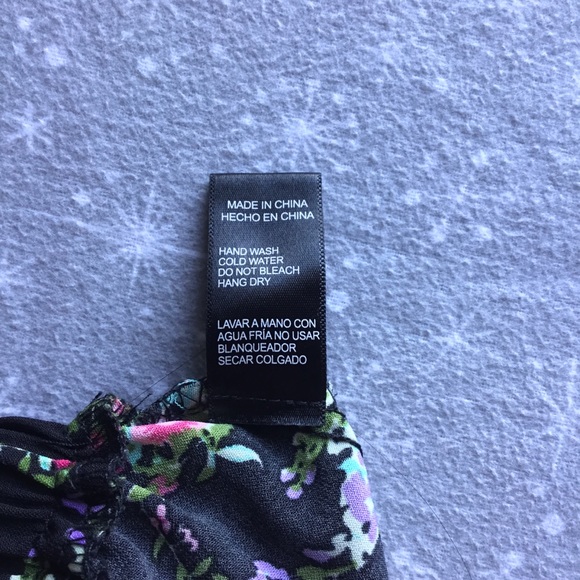 MADE IN CHINA
HECHO EN CHINA
HAND WASH
COLD WATER
DO NOT BLEACH
HANG DRY
LAVAR A MANO CON
AGUA FRÍA NO USAR
BLANQUEADOR
SECAR COLGADO